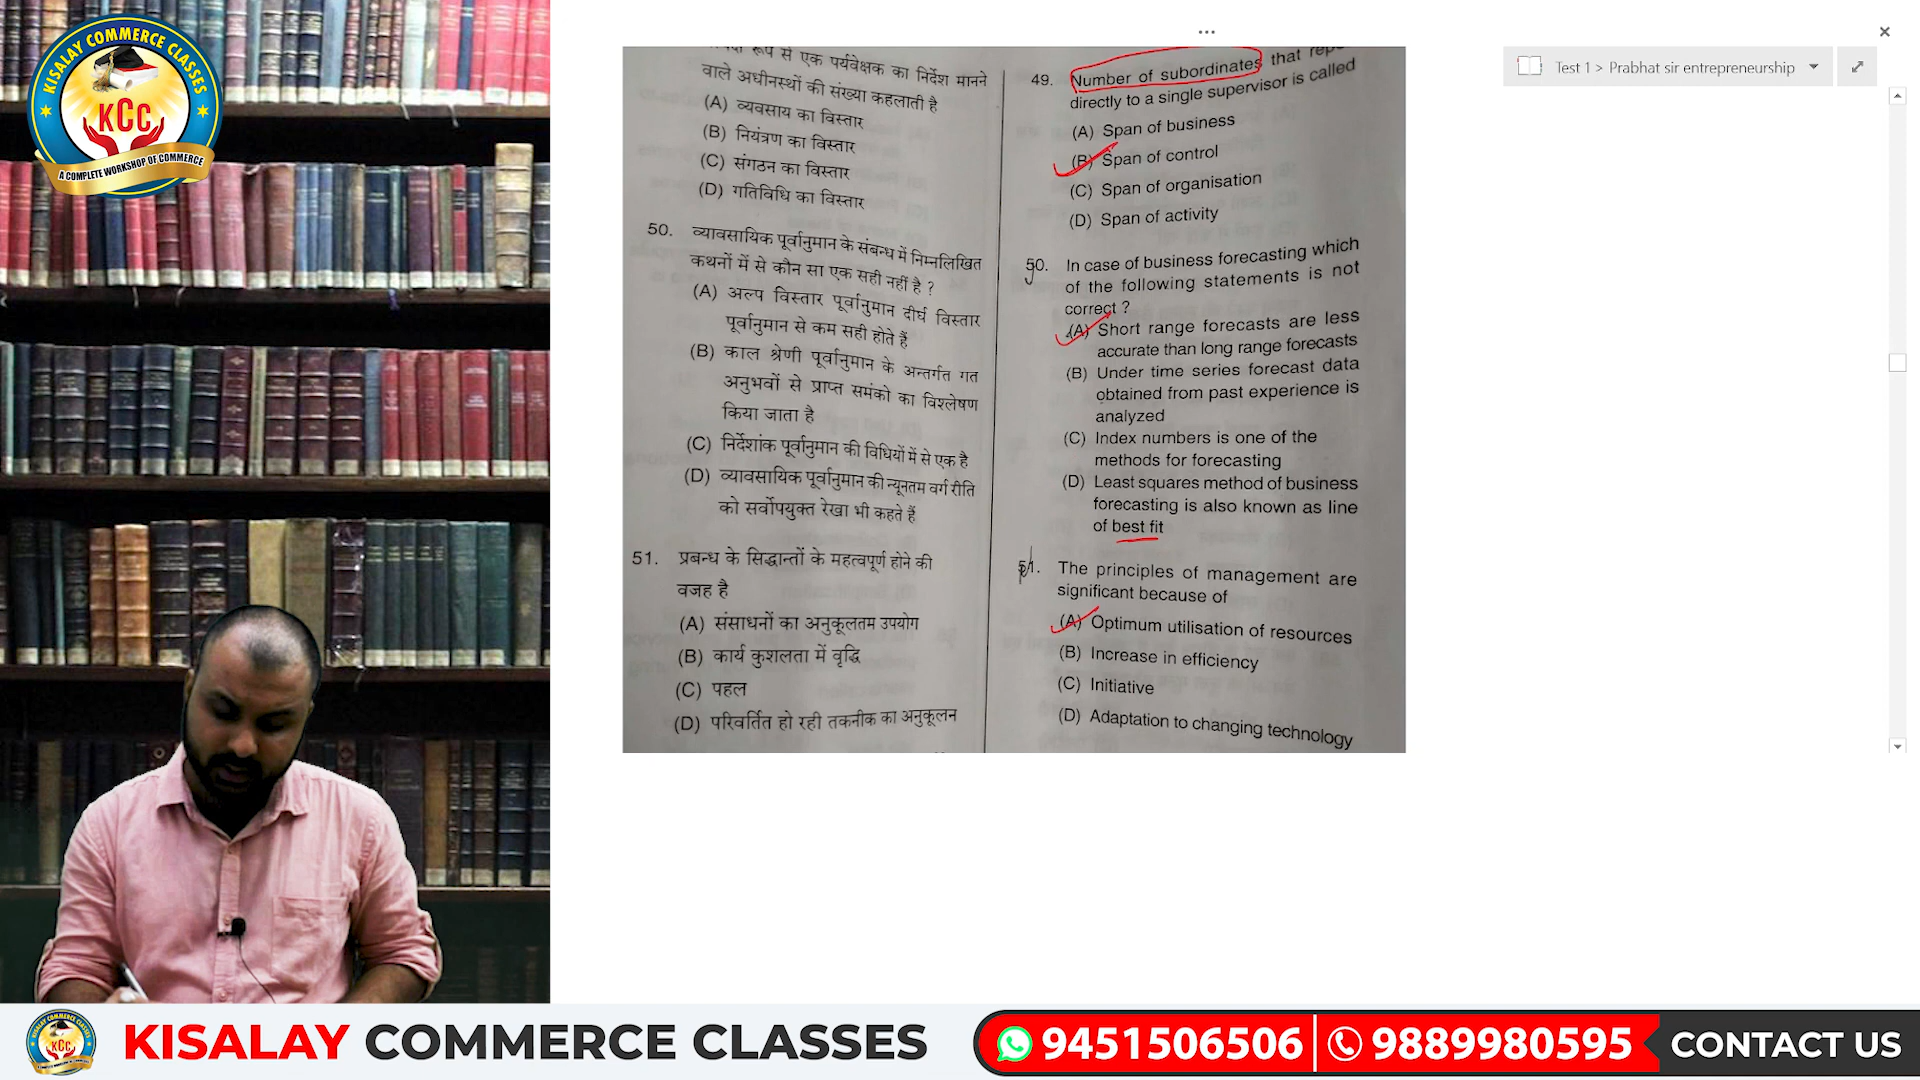 KISALAY COMMERCE CLASSES
KCC
A COMPLETE WORKSHOP OF COMMERCE
Test 1 > Prabhat sir entrepreneurship
रूप से एक पर्यवेक्षक का निर्देश मानने
वाले अधीनस्थों की संख्या कहलाती है
(A) व्यवसाय का विस्तार
(B) नियंत्रण का विस्तार
(C) संगठन का विस्तार
(D) गतिविधि का विस्तार
50. व्यावसायिक पूर्वानुमान के संबन्ध में निम्नलिखित
कथनों में से कौन सा एक सही नहीं है ?
(A) अल्प विस्तार पूर्वानुमान दीर्घ विस्तार
पूर्वानुमान से कम सही होते हैं
(B) काल श्रेणी पूर्वानुमान के अन्तर्गत गत
अनुभवों से प्राप्त समंको का विश्लेषण
किया जाता है
(C) निर्देशांक पूर्वानुमान की विधियों में से एक है
(D) व्यावसायिक पूर्वानुमान की न्यूनतम वर्ग रीति
को सर्वोपयुक्त रेखा भी कहते हैं
51. प्रबन्ध के सिद्धान्तों के महत्वपूर्ण होने की
वजह है
(A) संसाधनों का अनुकूलतम उपयोग
(B) कार्य कुशलता में वृद्धि
(C) पहल
(D) परिवर्तित हो रही तकनीक का अनुकूलन
49. Number of subordinates that
directly to a single supervisor is called
(A) Span of business
(B) Span of control
(C) Span of organisation
(D) Span of activity
50. In case of business forecasting which
of the following statements is not
correct ?
(A) Short range forecasts are less
accurate than long range forecasts
(B) Under time series forecast data
obtained from past experience is
analyzed
(C) Index numbers is one of the
methods for forecasting
(D) Least squares method of business
forecasting is also known as line
of best fit
51. The principles of management are
significant because of
(A) Optimum utilisation of resources
(B) Increase in efficiency
(C) Initiative
(D) Adaptation to changing technology
KISALAY COMMERCE CLASSES
9451506506
9889980595
CONTACT US